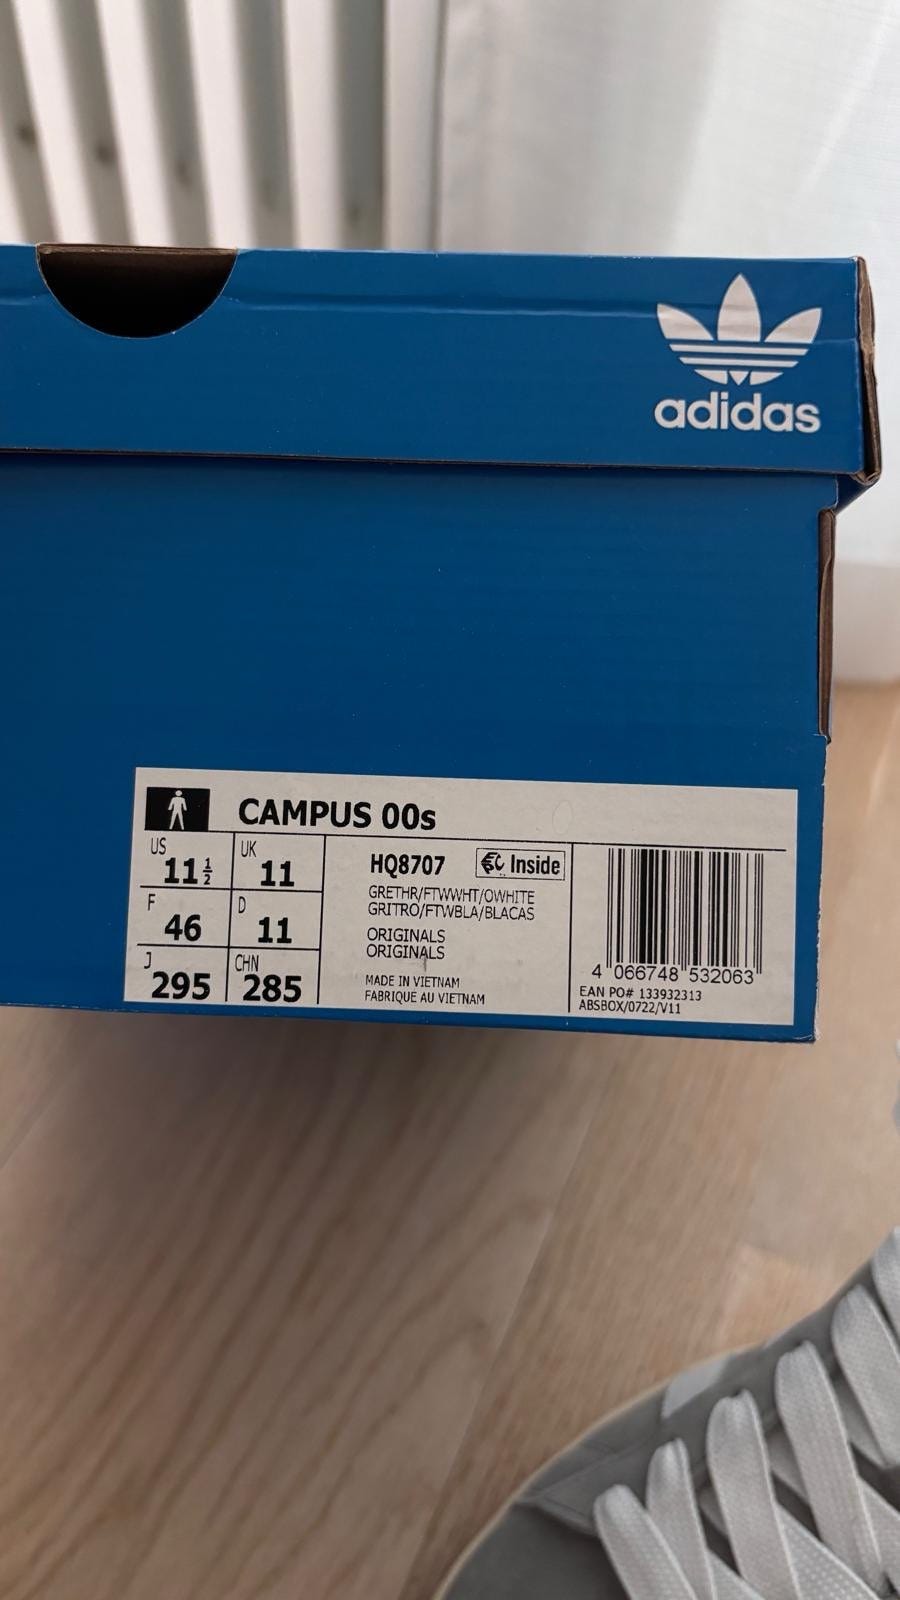 adidas
CAMPUS 00s
US
11½
UK
11
F
46
D
11
J
295
CHN
285
HQ8707
Inside
GRETHR/FTWWHT/OWHITE
GRITRO/FTWBLA/BLACAS
ORIGINALS
ORIGINALS
MADE IN VIETNAM
FABRIQUE AU VIETNAM
4 066748 532063
EAN PO# 133932313
ABSBOX/0722/V11